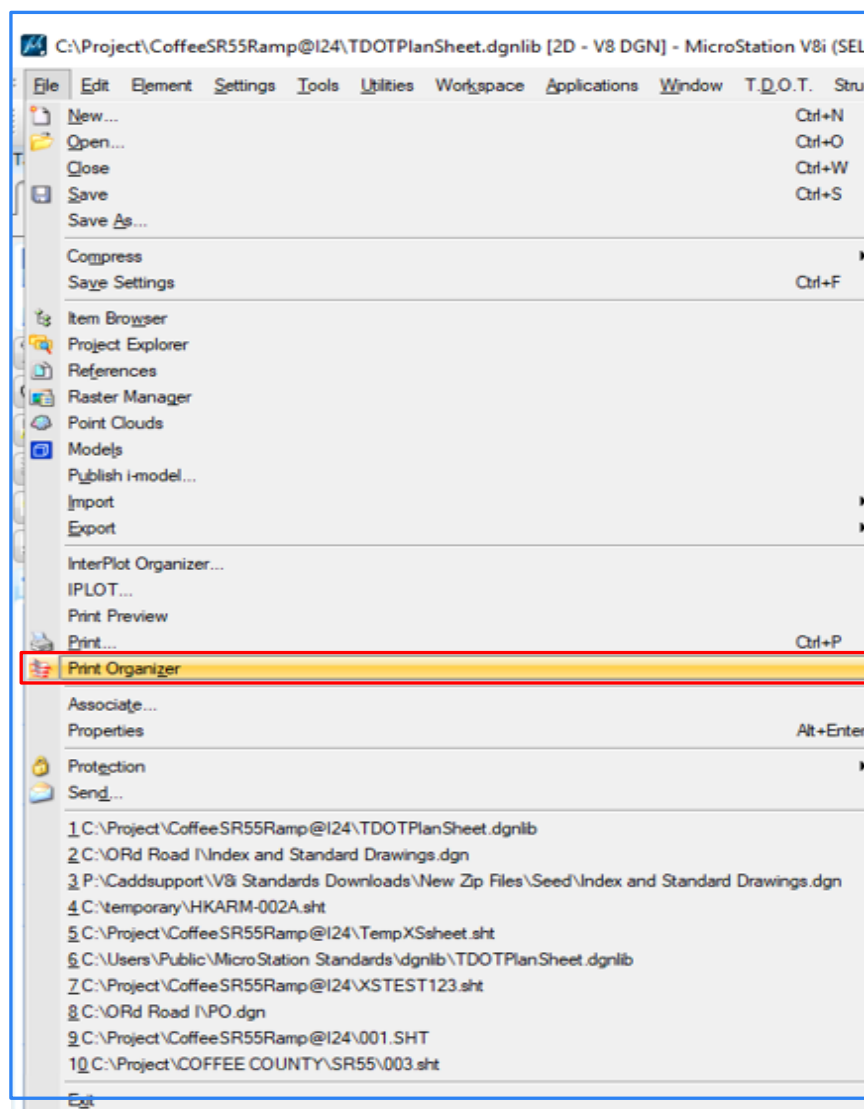 C:\Project\CoffeeSR55Ramp@I24\TDOTPlanSheet.dgnlib [2D - V8 DGN] - MicroStation V8i (SEL
File Edit Element Settings Tools Utilities Workspace Applications Window T.D.O.T. Stru
New... Ctrl+N
Open... Ctrl+O
Close Ctrl+W
Save Ctrl+S
Save As...
Compress
Save Settings Ctrl+F
Item Browser
Project Explorer
References
Raster Manager
Point Clouds
Models
Publish i-model...
Import
Export
InterPlot Organizer...
IPLOT...
Print Preview
Print... Ctrl+P
Print Organizer
Associate...
Properties Alt+Enter
Protection
Send...
1 C:\Project\CoffeeSR55Ramp@I24\TDOTPlanSheet.dgnlib
2 C:\ORd Road I\Index and Standard Drawings.dgn
3 P:\Caddsupport\V8i Standards Downloads\New Zip Files\Seed\Index and Standard Drawings.dgn
4 C:\temporary\HKARM-002A.sht
5 C:\Project\CoffeeSR55Ramp@I24\TempXSsheet.sht
6 C:\Users\Public\MicroStation Standards\dgnlib\TDOTPlanSheet.dgnlib
7 C:\Project\CoffeeSR55Ramp@I24\XSTEST123.sht
8 C:\ORd Road I\PO.dgn
9 C:\Project\CoffeeSR55Ramp@I24\001.SHT
10 C:\Project\COFFEE COUNTY\SR55\003.sht
Exit